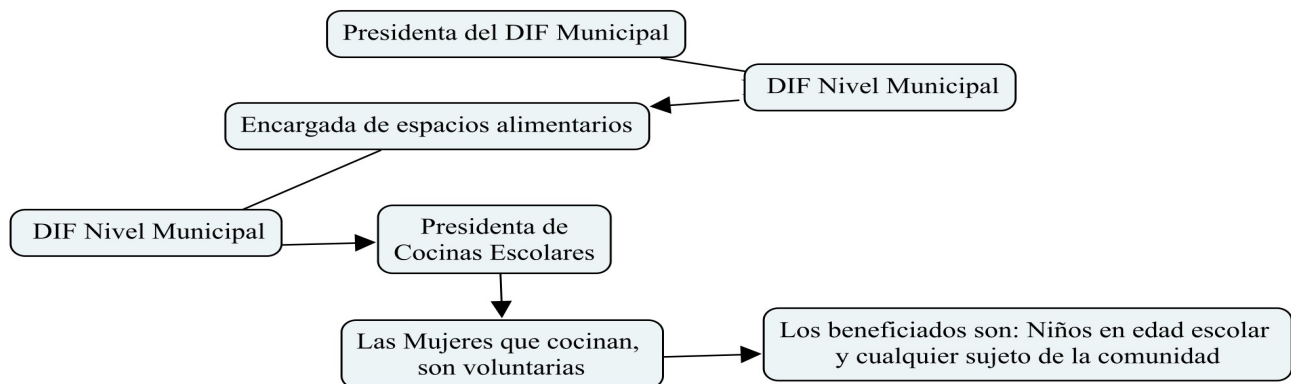 Presidenta del DIF Municipal
DIF Nivel Municipal
Encargada de espacios alimentarios
DIF Nivel Municipal
Presidenta de
Cocinas Escolares
Las Mujeres que cocinan,
son voluntarias
Los beneficiados son: Niños en edad escolar
y cualquier sujeto de la comunidad